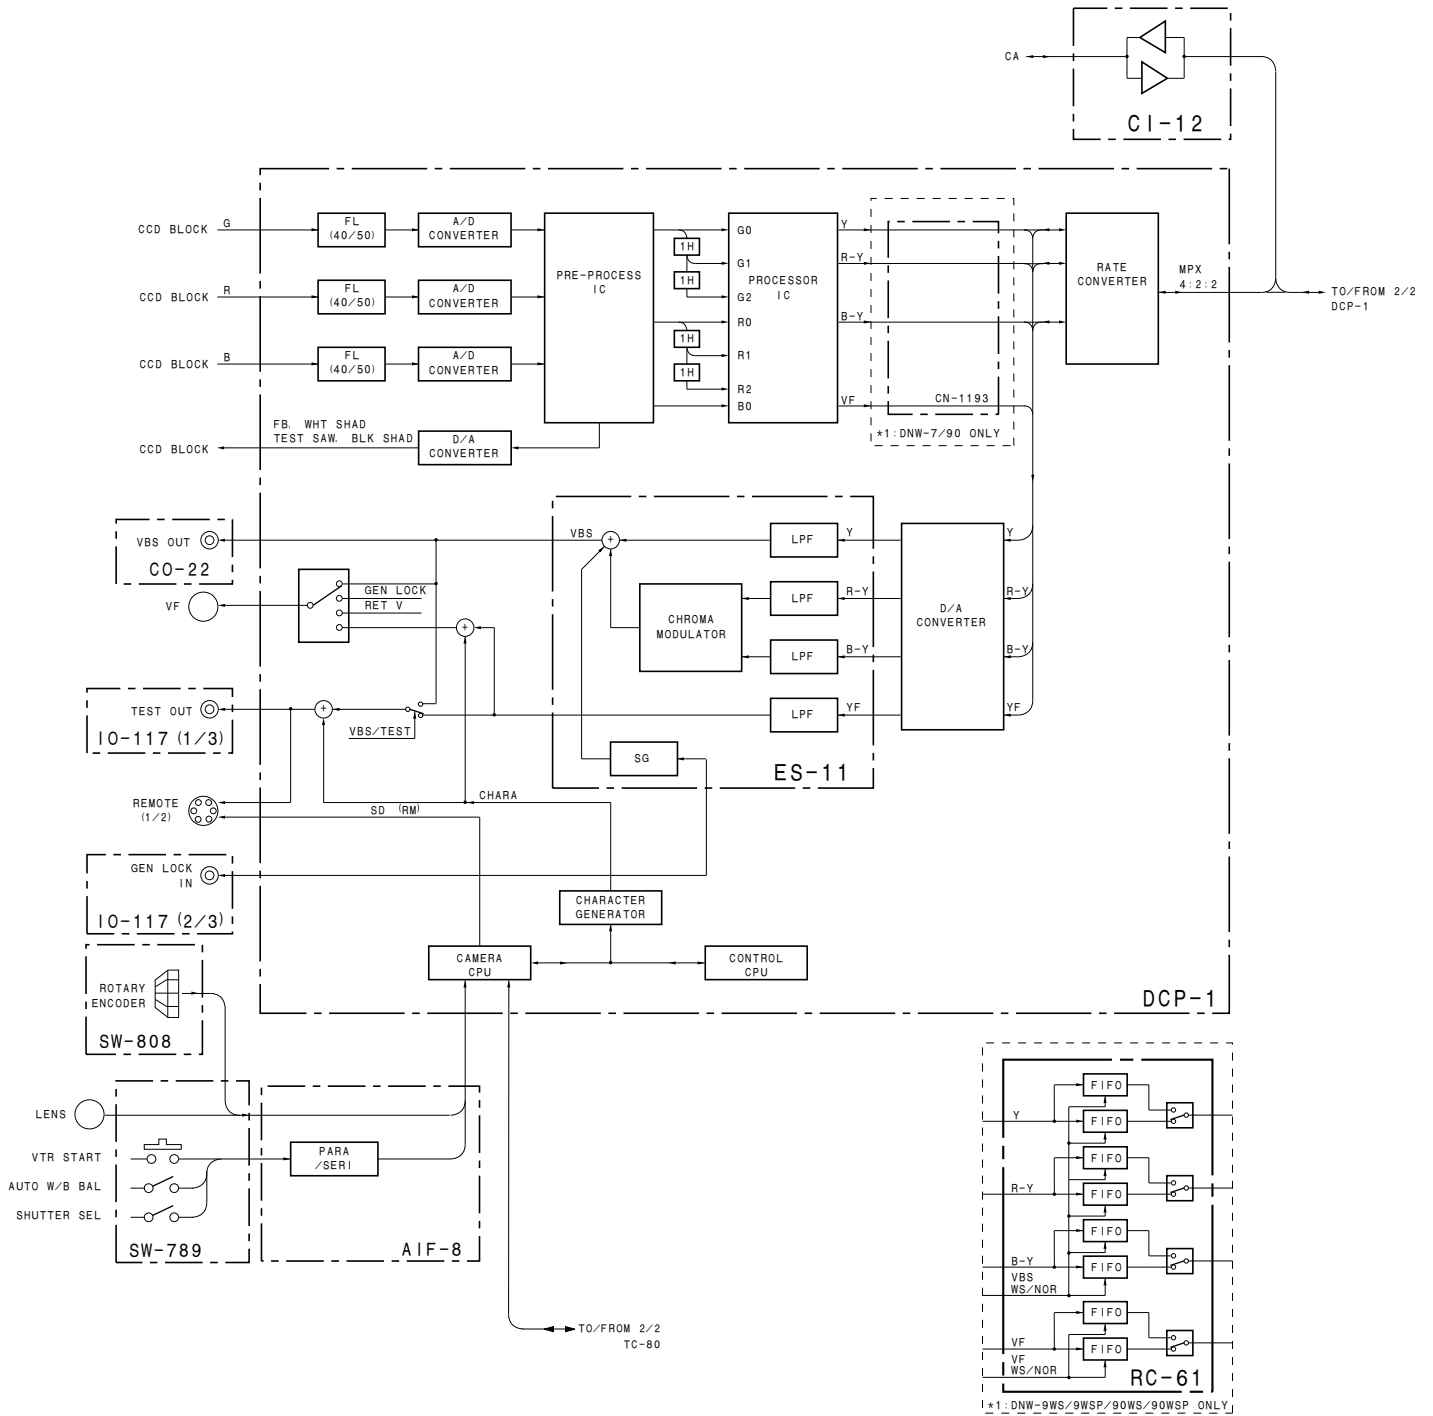 CA
CI-12
CCD BLOCK
G
FL
(40/50)
A/D
CONVERTER
PRE-PROCESS
IC
1H
1H
G0
G1
G2
PROCESSOR
IC
Y
R-Y
RATE
CONVERTER
MPX
4:2:2
TO/FROM 2/2
DCP-1
CCD BLOCK
R
FL
(40/50)
A/D
CONVERTER
R0
R1
R2
B0
1H
1H
B-Y
VF
CCD BLOCK
B
FL
(40/50)
A/D
CONVERTER
CN-1193
*1:DNW-7/90 ONLY
CCD BLOCK
FB, WHT SHAD
TEST SAW, BLK SHAD
D/A
CONVERTER
VBS OUT
CO-22
VBS
+
LPF
Y
Y
VF
GEN LOCK
RET V
+
CHROMA
MODULATOR
LPF
R-Y
D/A
CONVERTER
R-Y
LPF
B-Y
B-Y
TEST OUT
IO-117 (1/3)
+
VBS/TEST
LPF
YF
YF
SG
ES-11
REMOTE
(1/2)
CHARA
SD (RM)
GEN LOCK
IN
IO-117 (2/3)
CHARACTER
GENERATOR
CAMERA
CPU
CONTROL
CPU
DCP-1
ROTARY
ENCODER
SW-808
LENS
VTR START
AUTO W/B BAL
SHUTTER SEL
SW-789
PARA
/SERI
AIF-8
TO/FROM 2/2
TC-80
FIFO
Y
FIFO
FIFO
R-Y
FIFO
FIFO
B-Y
FIFO
VBS
WS/NOR
FIFO
VF
FIFO
VF
WS/NOR
RC-61
*1:DNW-9WS/9WSP/90WS/90WSP ONLY